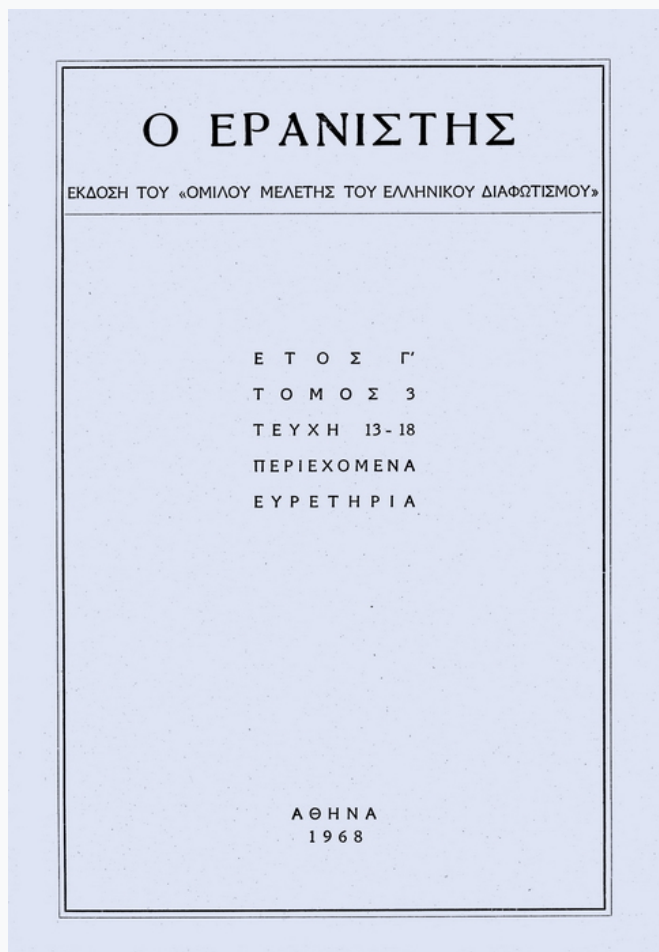 Ο ΕΡΑΝΙΣΤΗΣ
ΕΚΔΟΣΗ ΤΟΥ «ΟΜΙΛΟΥ ΜΕΛΕΤΗΣ ΤΟΥ ΕΛΛΗΝΙΚΟΥ ΔΙΑΦΩΤΙΣΜΟΥ»
ΕΤΟΣ Γ′
ΤΟΜΟΣ 3
ΤΕΥΧΗ 13-18
ΠΕΡΙΕΧΟΜΕΝΑ
ΕΥΡΕΤΗΡΙΑ
ΑΘΗΝΑ
1968